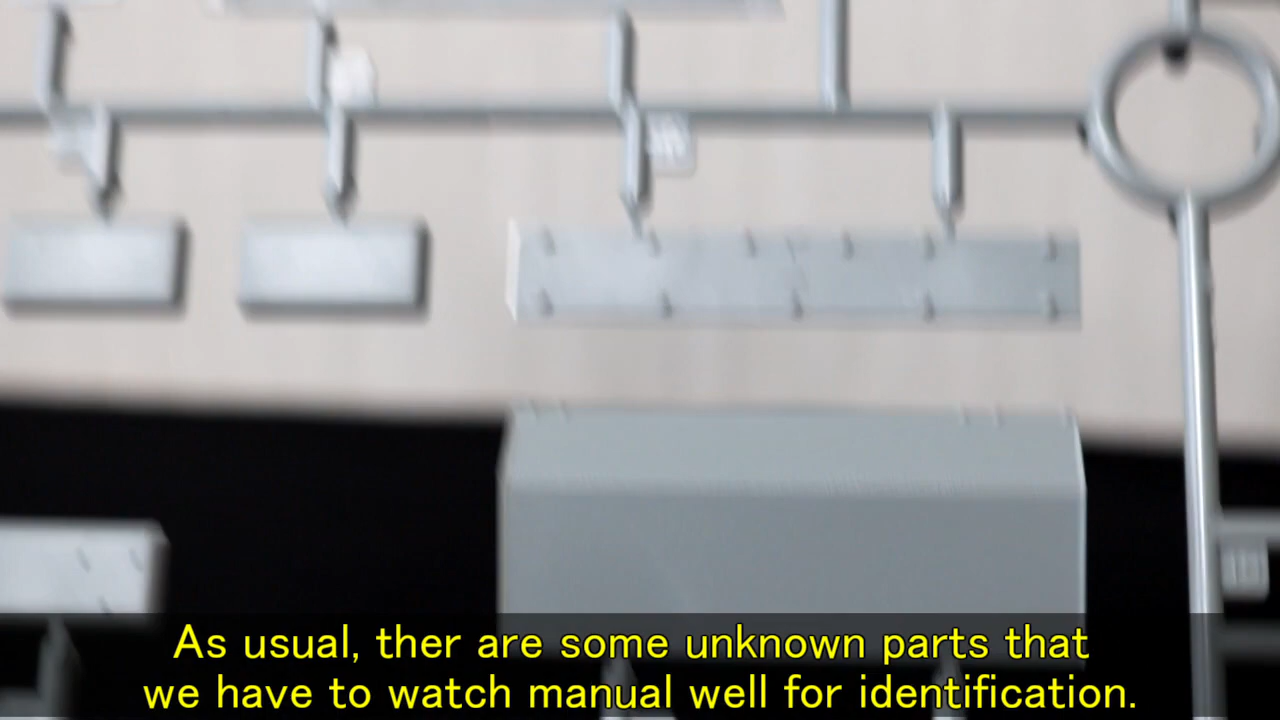 As usual, ther are some unknown parts that
we have to watch manual well for identification.